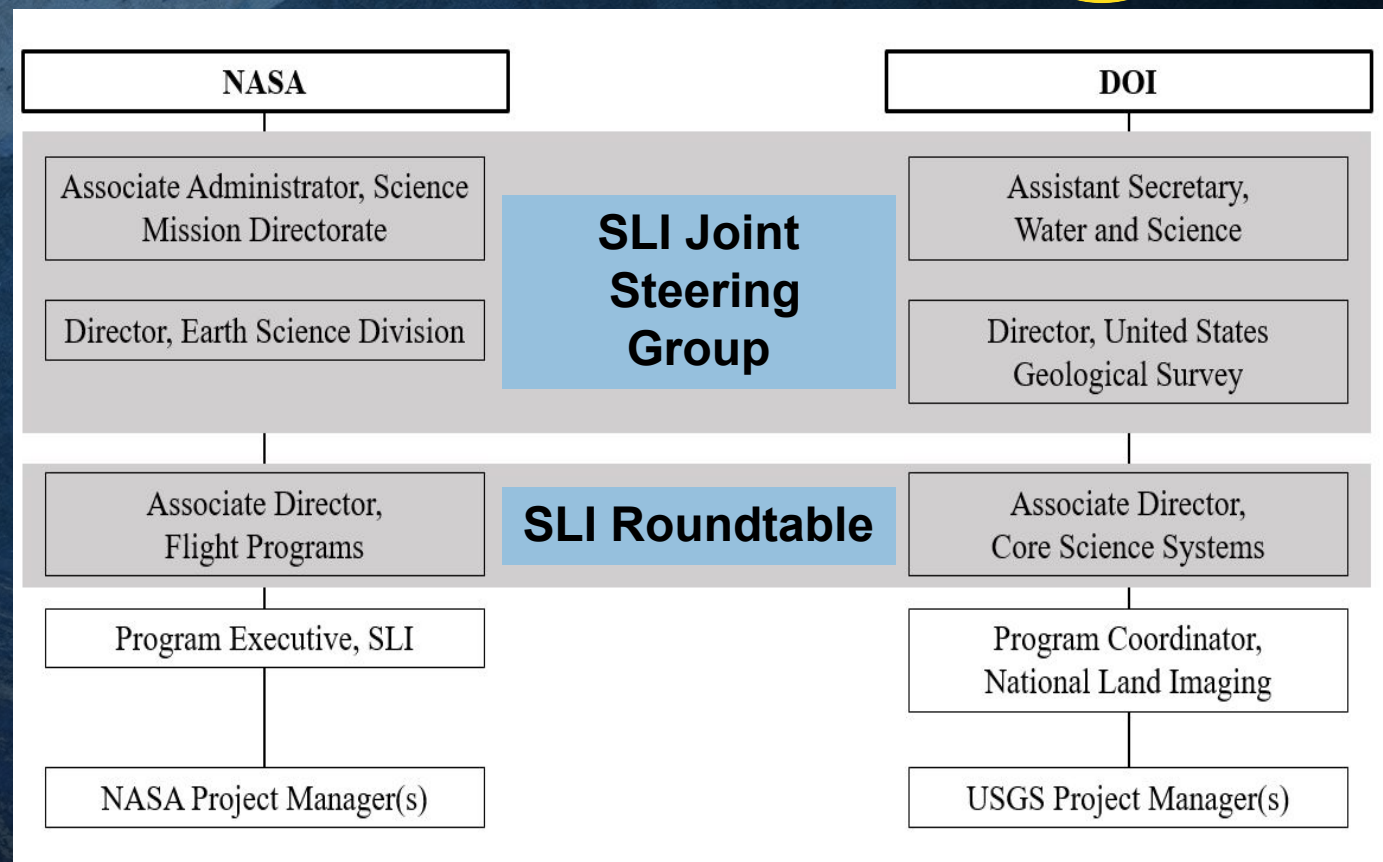 NASA
DOI
Associate Administrator, Science
Mission Directorate
Director, Earth Science Division
SLI Joint
Steering
Group
Assistant Secretary,
Water and Science
Director, United States
Geological Survey
Associate Director,
Flight Programs
SLI Roundtable
Associate Director,
Core Science Systems
Program Executive, SLI
Program Coordinator,
National Land Imaging
NASA Project Manager(s)
USGS Project Manager(s)